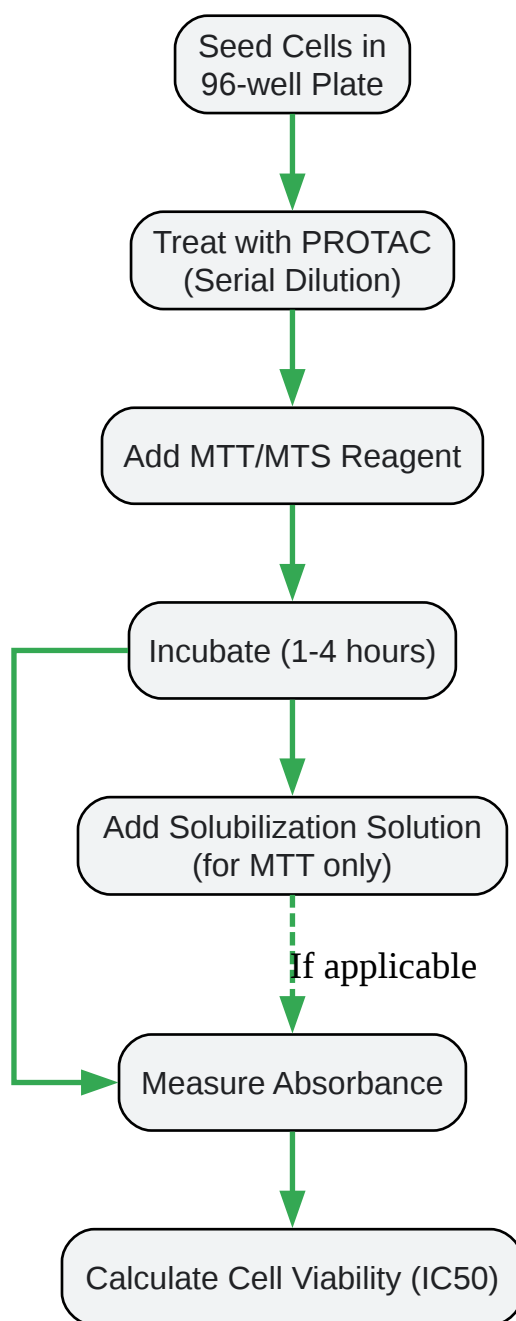 Seed Cells in
96-well Plate
Treat with PROTAC
(Serial Dilution)
Add MTT/MTS Reagent
Incubate (1-4 hours)
Add Solubilization Solution
(for MTT only)
If applicable
Measure Absorbance
Calculate Cell Viability (IC50)